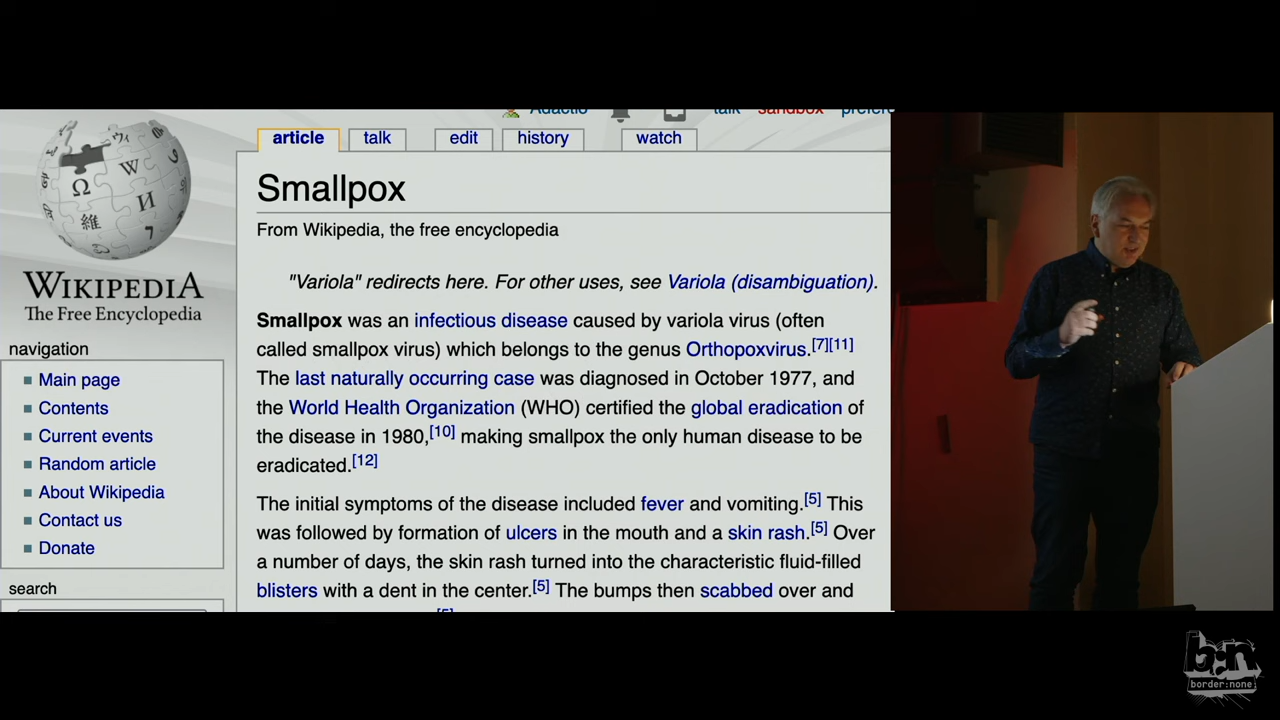 Adactio talk sandbox
article talk edit history watch
Smallpox
From Wikipedia, the free encyclopedia
"Variola" redirects here. For other uses, see Variola (disambiguation).
Smallpox was an infectious disease caused by variola virus (often
called smallpox virus) which belongs to the genus Orthopoxvirus.[7][11]
The last naturally occurring case was diagnosed in October 1977, and
the World Health Organization (WHO) certified the global eradication of
the disease in 1980,[10] making smallpox the only human disease to be
eradicated.[12]
The initial symptoms of the disease included fever and vomiting.[5] This
was followed by formation of ulcers in the mouth and a skin rash.[5] Over
a number of days, the skin rash turned into the characteristic fluid-filled
blisters with a dent in the center.[5] The bumps then scabbed over and
WIKIPEDIA
The Free Encyclopedia
navigation
Main page
Contents
Current events
Random article
About Wikipedia
Contact us
Donate
search
b:n
border:none